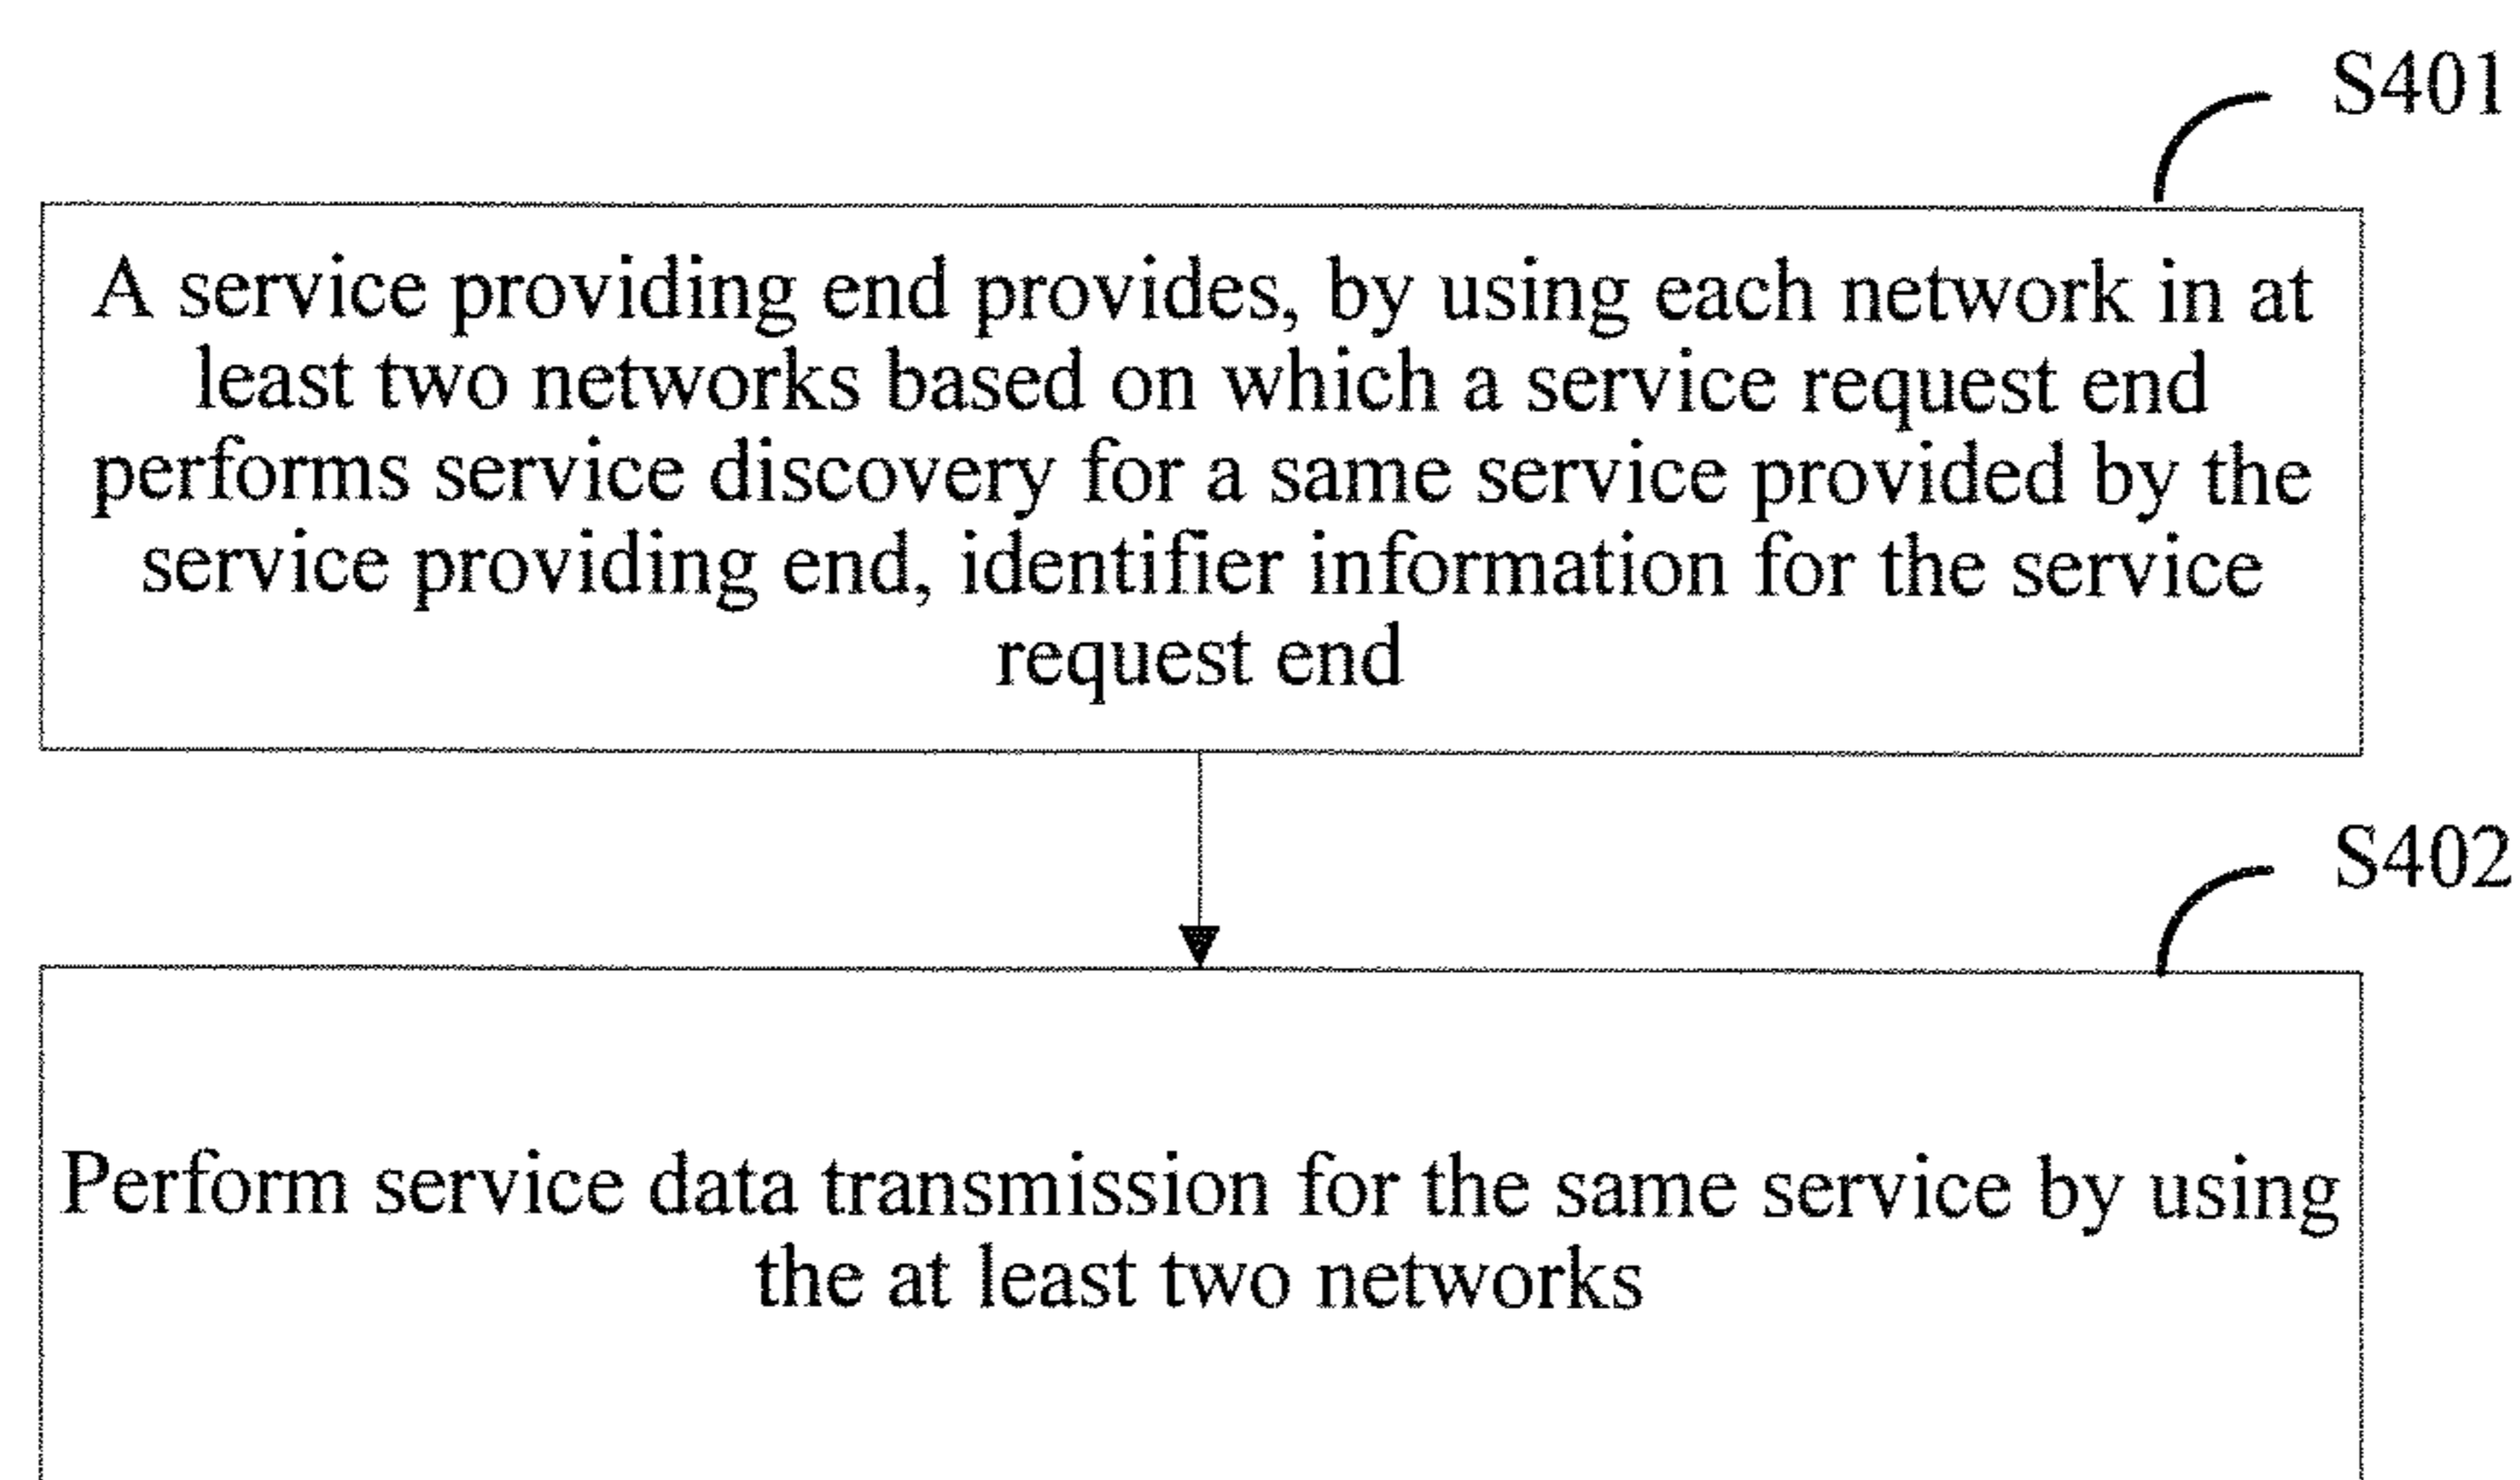 S401
A service providing end provides, by using each network in at
least two networks based on which a service request end
performs service discovery for a same service provided by the
service providing end, identifier information for the service
request end
S402
Perform service data transmission for the same service by using
the at least two networks